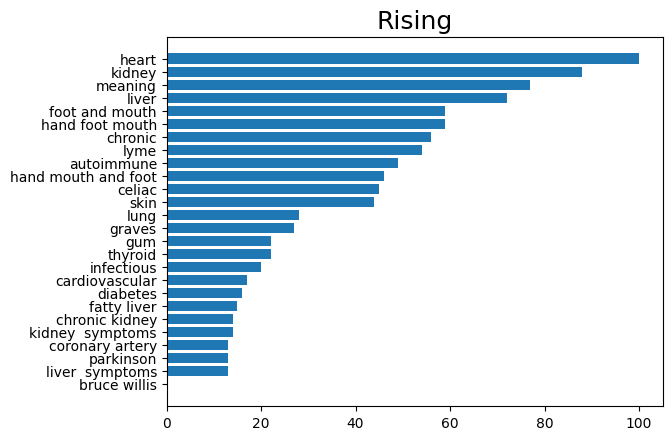 Rising
heart
kidney
meaning
liver
foot and mouth
hand foot mouth
chronic
lyme
autoimmune
hand mouth and foot
celiac
skin
lung
graves
gum
thyroid
infectious
cardiovascular
diabetes
fatty liver
chronic kidney
kidney  symptoms
coronary artery
parkinson
liver  symptoms
bruce willis
0 20 40 60 80 100